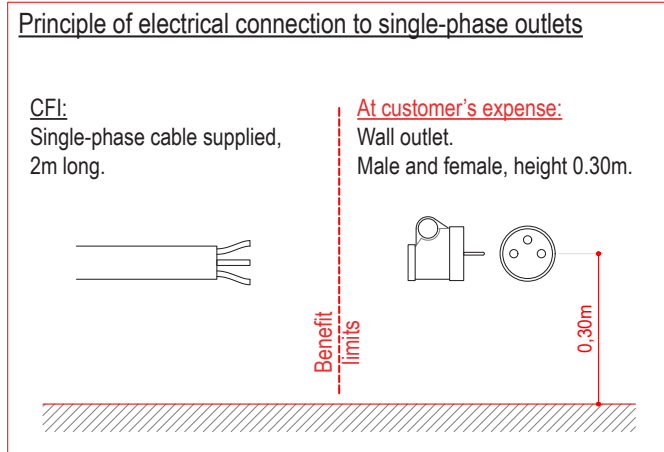 Principle of electrical connection to single-phase outlets
CFI:
Single-phase cable supplied,
2m long.
At customer's expense:
Wall outlet.
Male and female, height 0.30m.
Benefit
limits
0,30m